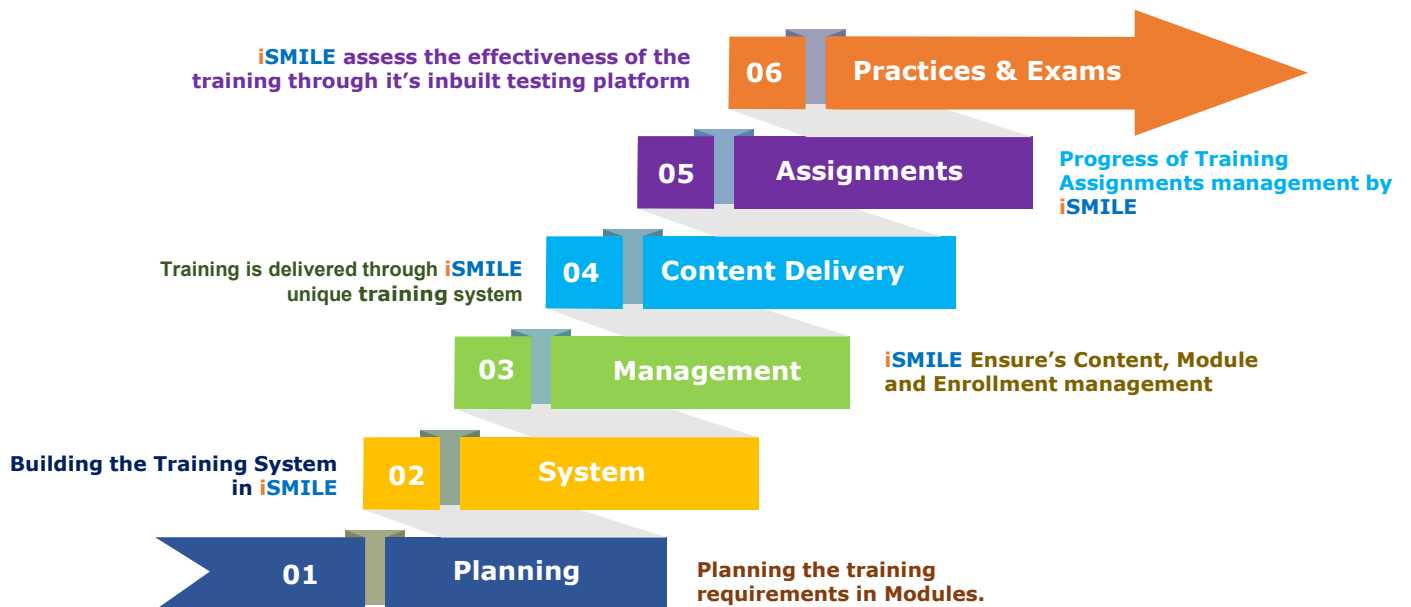 iSMILE assess the effectiveness of the
training through it's inbuilt testing platform
06
Practices & Exams
05
Assignments
Progress of Training
Assignments management by
iSMILE
Training is delivered through iSMILE
unique training system
04
Content Delivery
03
Management
iSMILE Ensure's Content, Module
and Enrollment management
Building the Training System
in iSMILE
02
System
01
Planning
Planning the training
requirements in Modules.